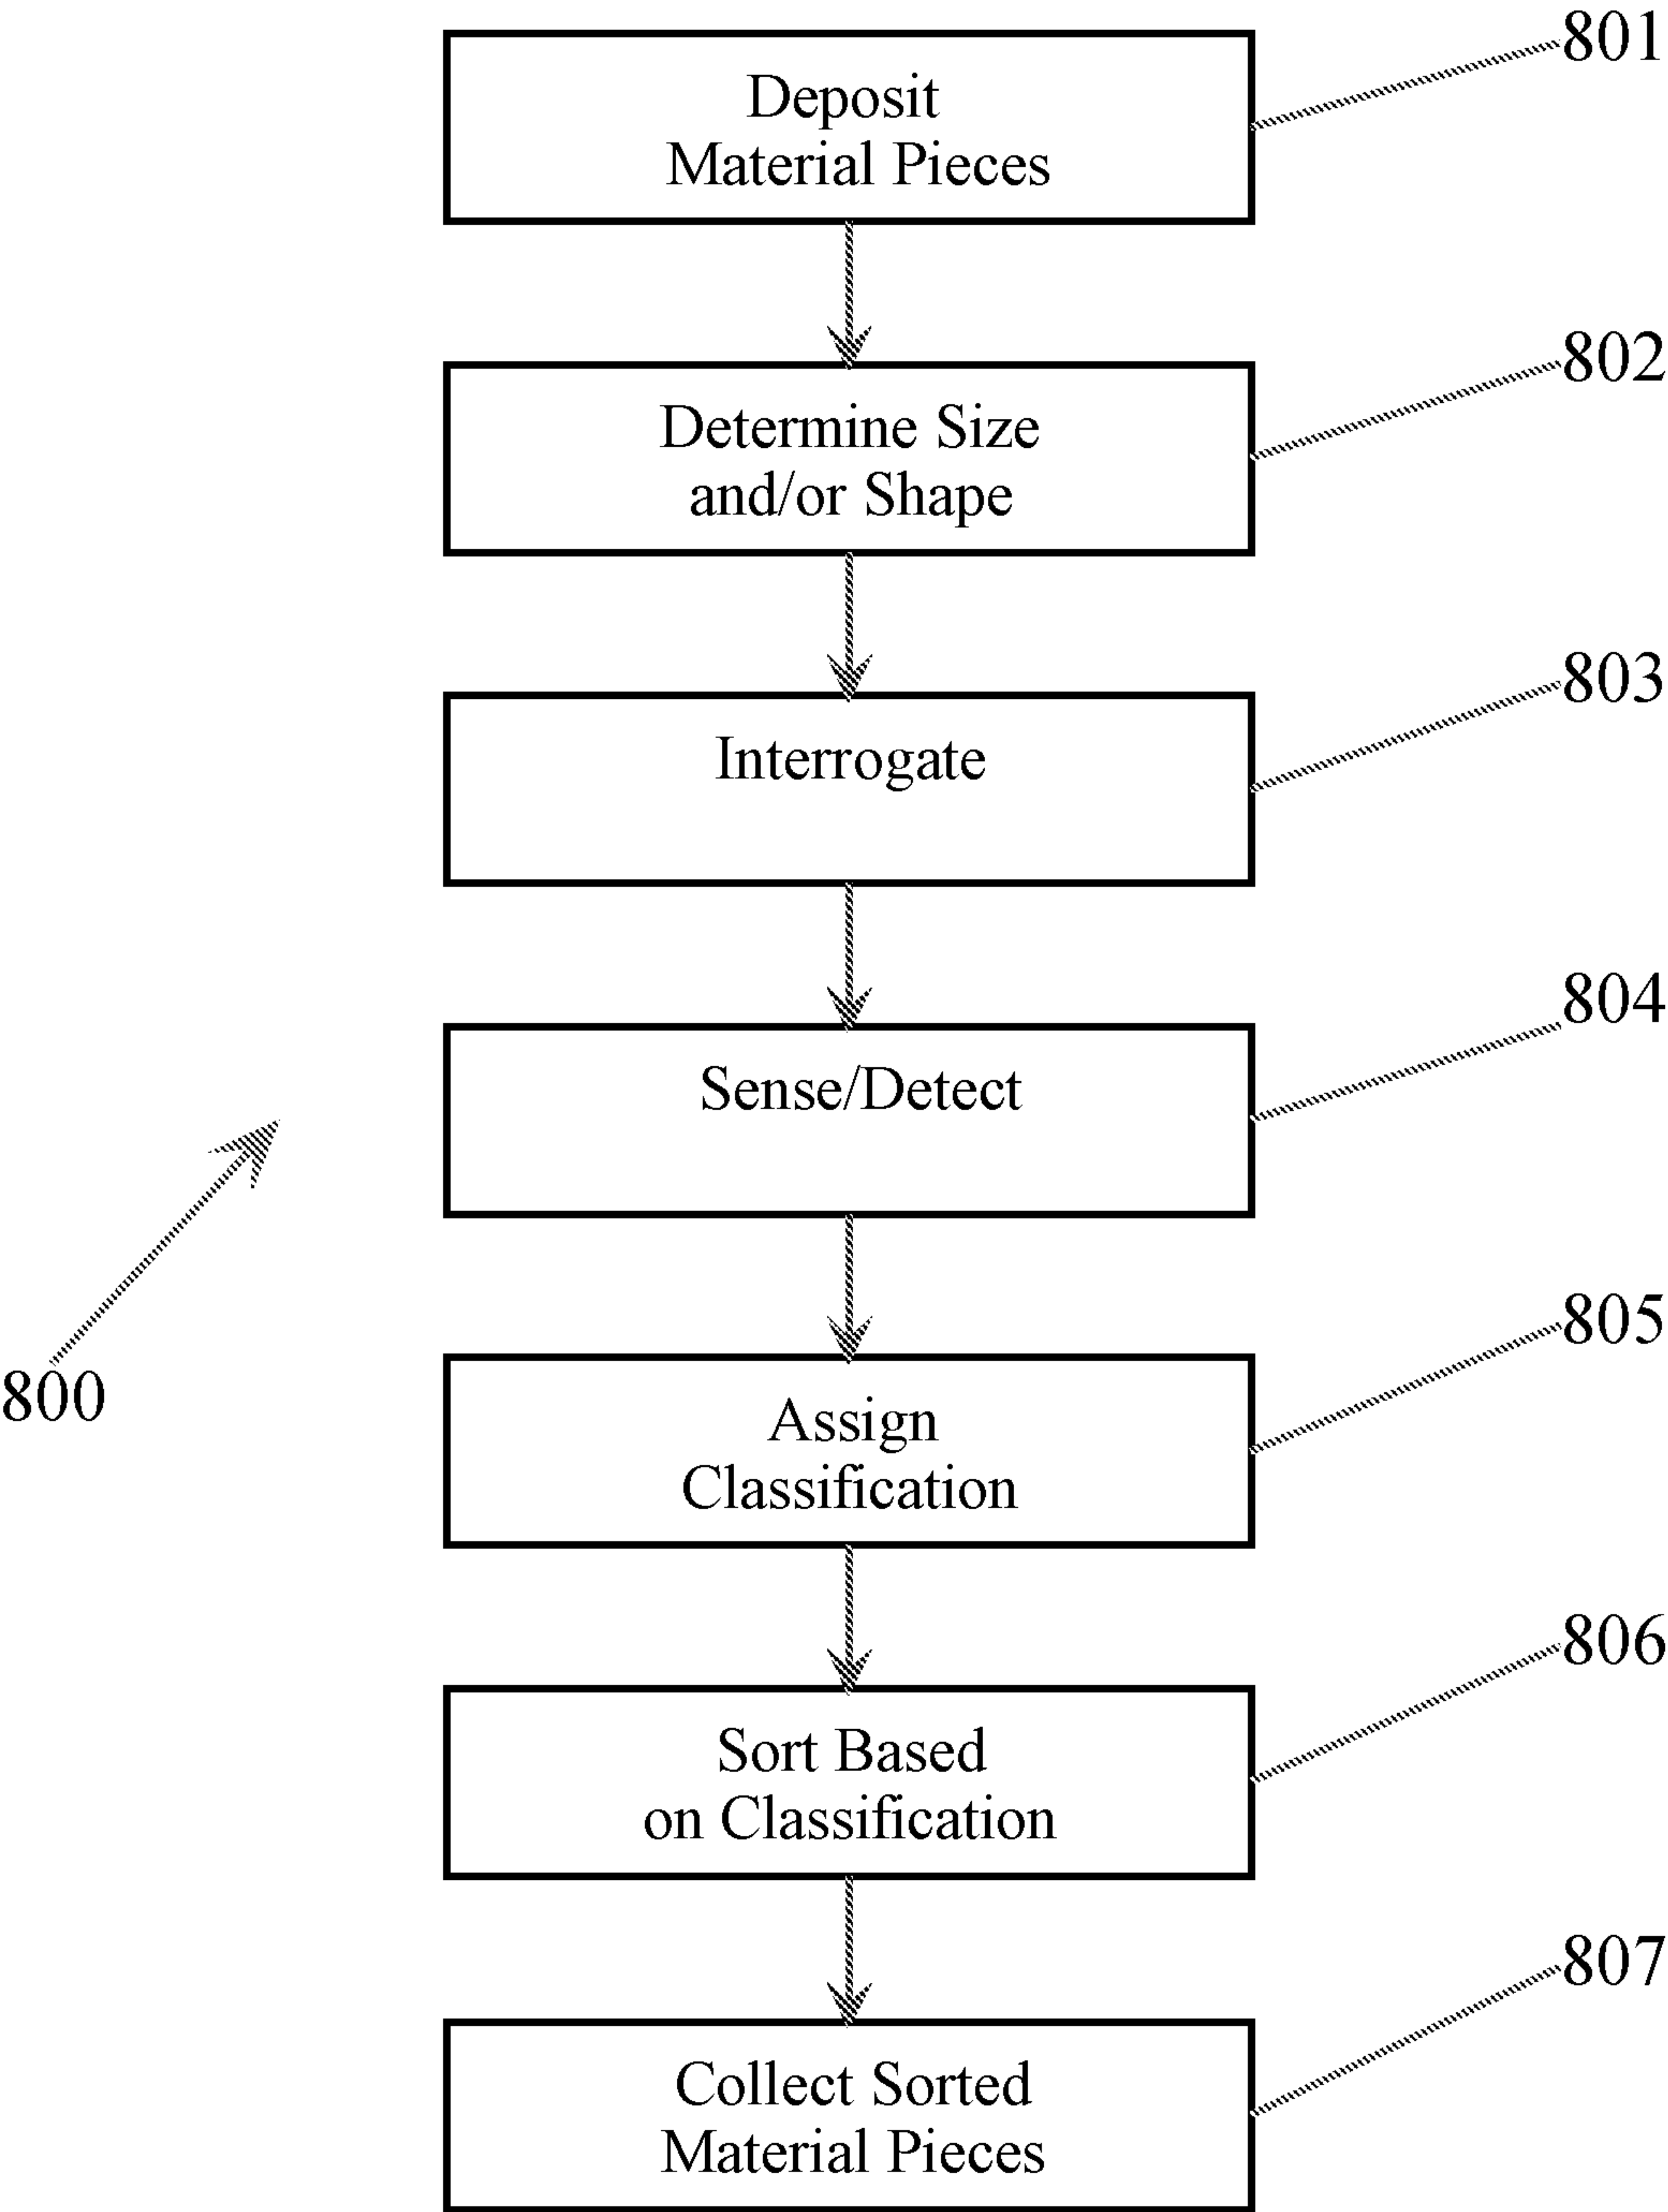 801
Deposit
Material Pieces
802
Determine Size
and/or Shape
803
Interrogate
804
Sense/Detect
800
805
Assign
Classification
806
Sort Based
on Classification
807
Collect Sorted
Material Pieces